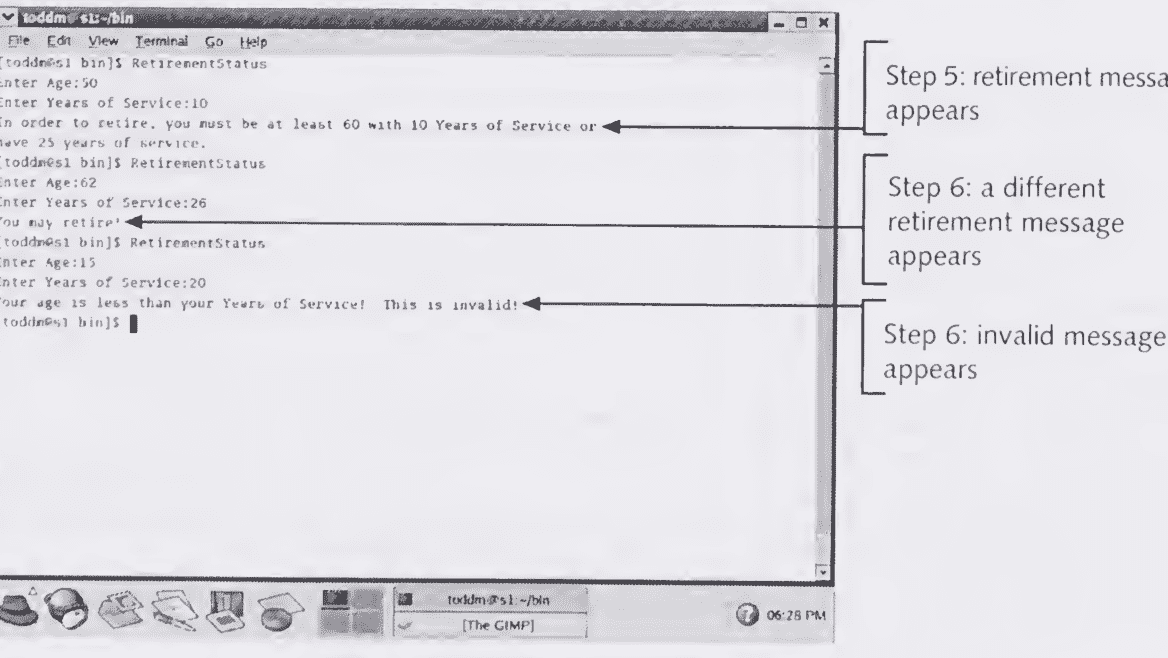 toddm@s1:~/bin
File Edit View Terminal Go Help
[toddm@s1 bin]$ RetirementStatus
Enter Age:50
Enter Years of Service:10
In order to retire, you must be at least 60 with 10 Years of Service or
have 25 years of service.
[toddm@s1 bin]$ RetirementStatus
Enter Age:62
Enter Years of Service:26
You may retire!
[toddm@s1 bin]$ RetirementStatus
Enter Age:15
Enter Years of Service:20
Your age is less than your Years of Service! This is invalid!
[toddm@s1 bin]$
Step 5: retirement messa
appears
Step 6: a different
retirement message
appears
Step 6: invalid message
appears
toddm@s1:~/bin
[The GIMP]
06:28 PM